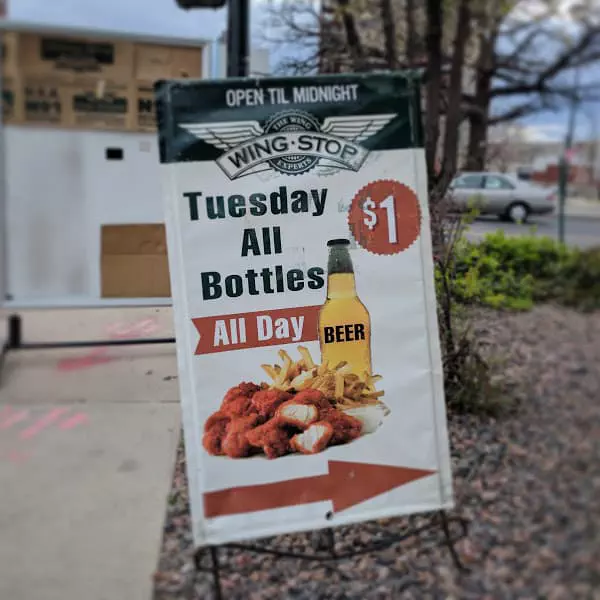 OPEN TIL MIDNIGHT
THE WING
WING·STOP
EXPERTS
Tuesday
$1
All
Bottles
All Day
BEER